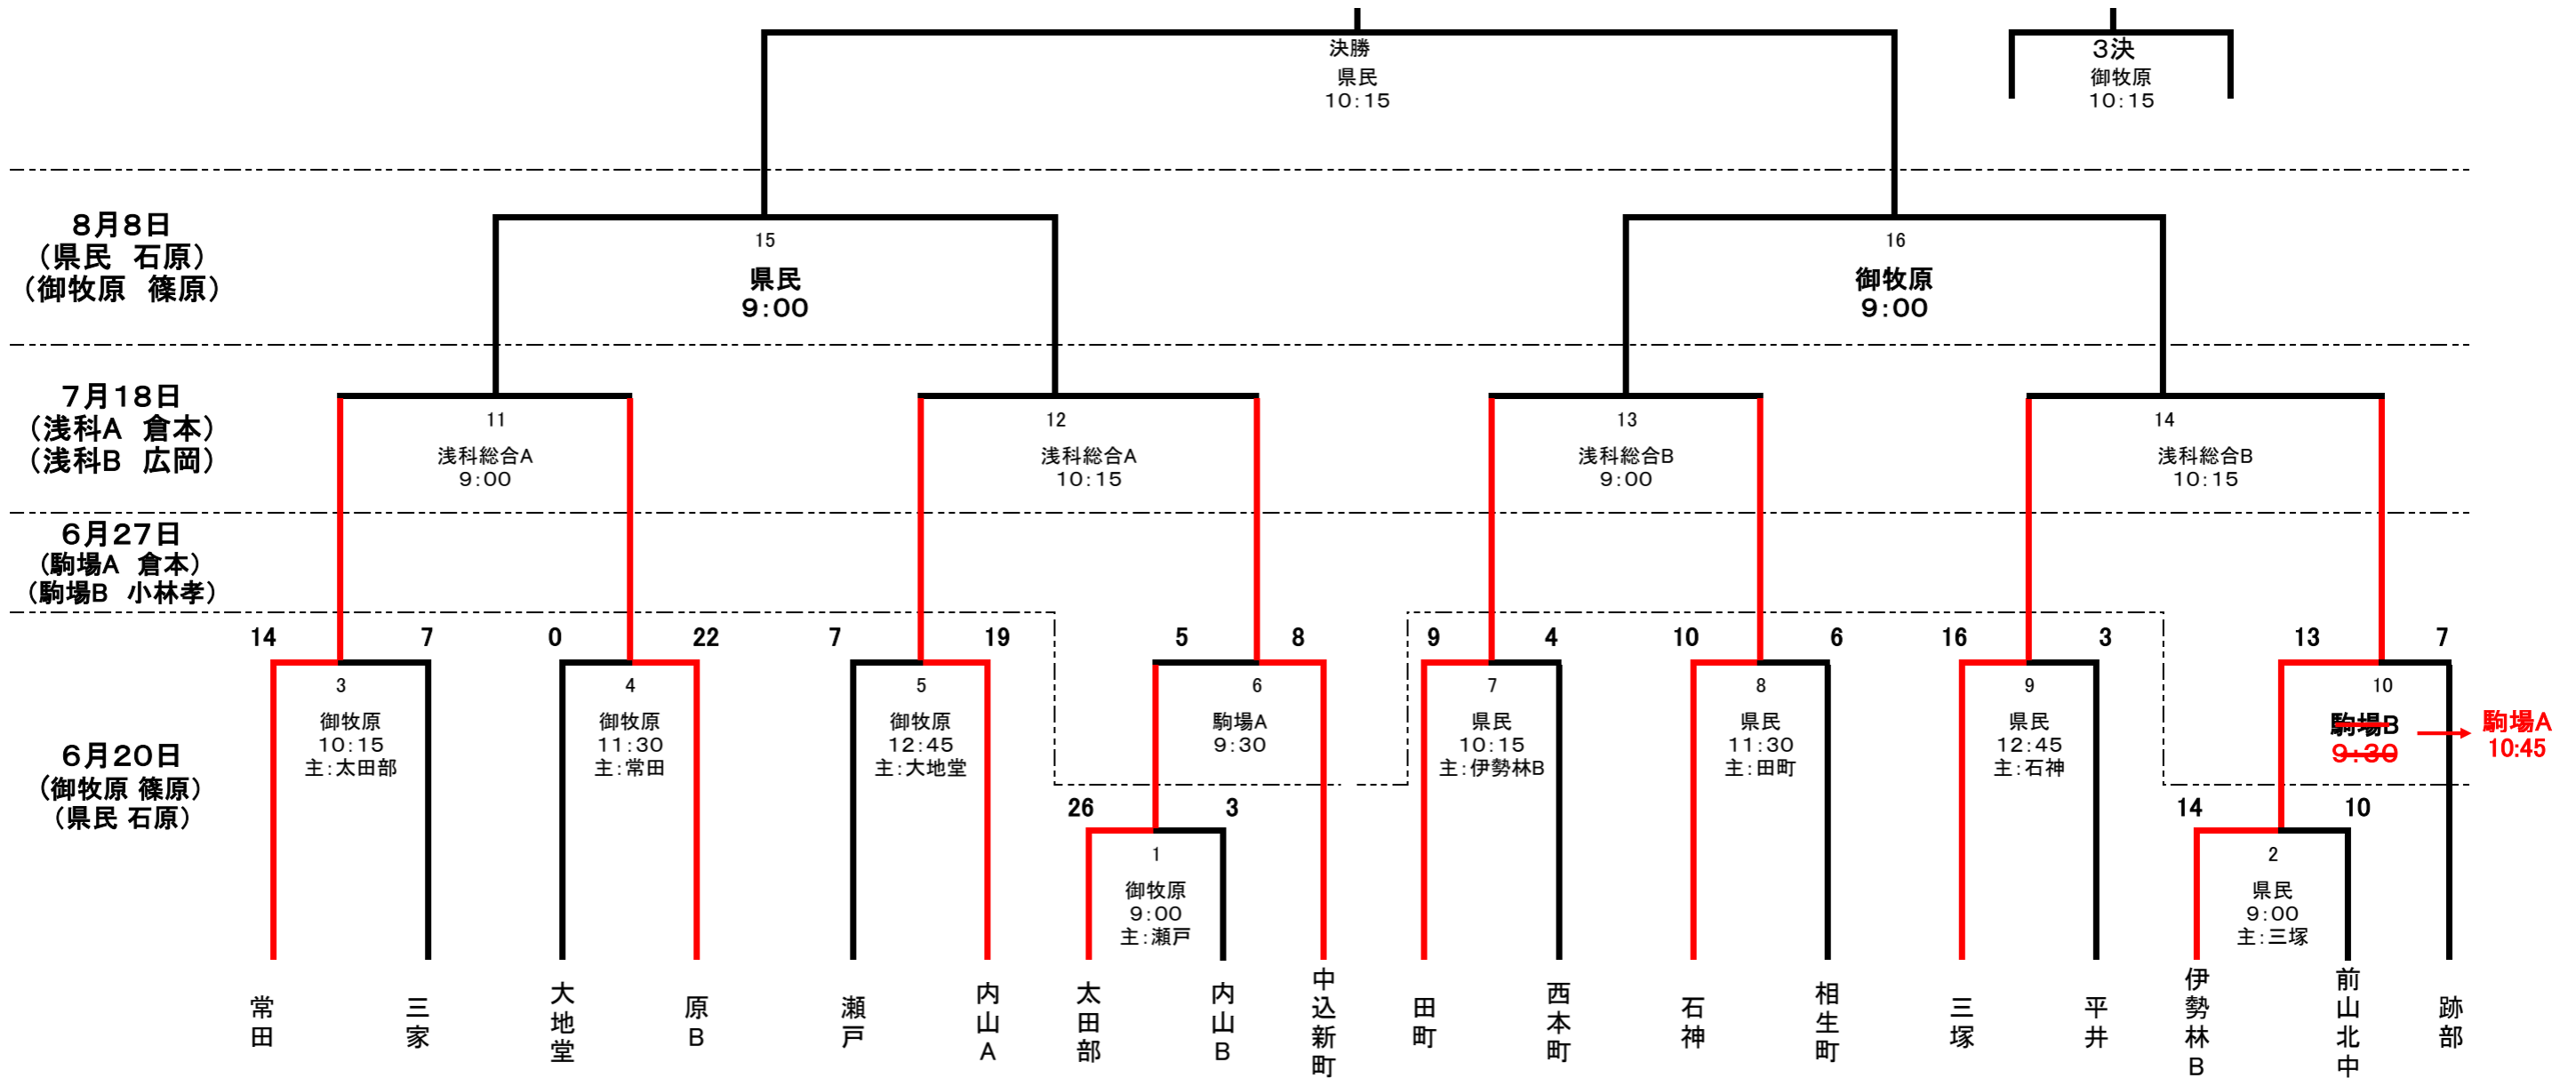 決勝
県民
10:15
3決
御牧原
10:15
8月8日
(県民 石原)
(御牧原 篠原)
15
県民
9:00
16
御牧原
9:00
7月18日
(浅科A 倉本)
(浅科B 広岡)
11
浅科総合A
9:00
12
浅科総合A
10:15
13
浅科総合B
9:00
14
浅科総合B
10:15
6月27日
(駒場A 倉本)
(駒場B 小林孝)
14 7 0 22 7 19 5 8 9 4 10 6 16 3 13 7
3
御牧原
10:15
主:太田部
4
御牧原
11:30
主:常田
5
御牧原
12:45
主:大地堂
6
駒場A
9:30
7
県民
10:15
主:伊勢林B
8
県民
11:30
主:田町
9
県民
12:45
主:石神
10
駒場B
9:30
駒場A
10:45
6月20日
(御牧原 篠原)
(県民 石原)
26 3
1
御牧原
9:00
主:瀬戸
14 10
2
県民
9:00
主:三塚
常田
三家
大地堂
原B
瀬戸
内山A
太田部
内山B
中込新町
田町
西本町
石神
相生町
三塚
平井
伊勢林B
前山北中
跡部